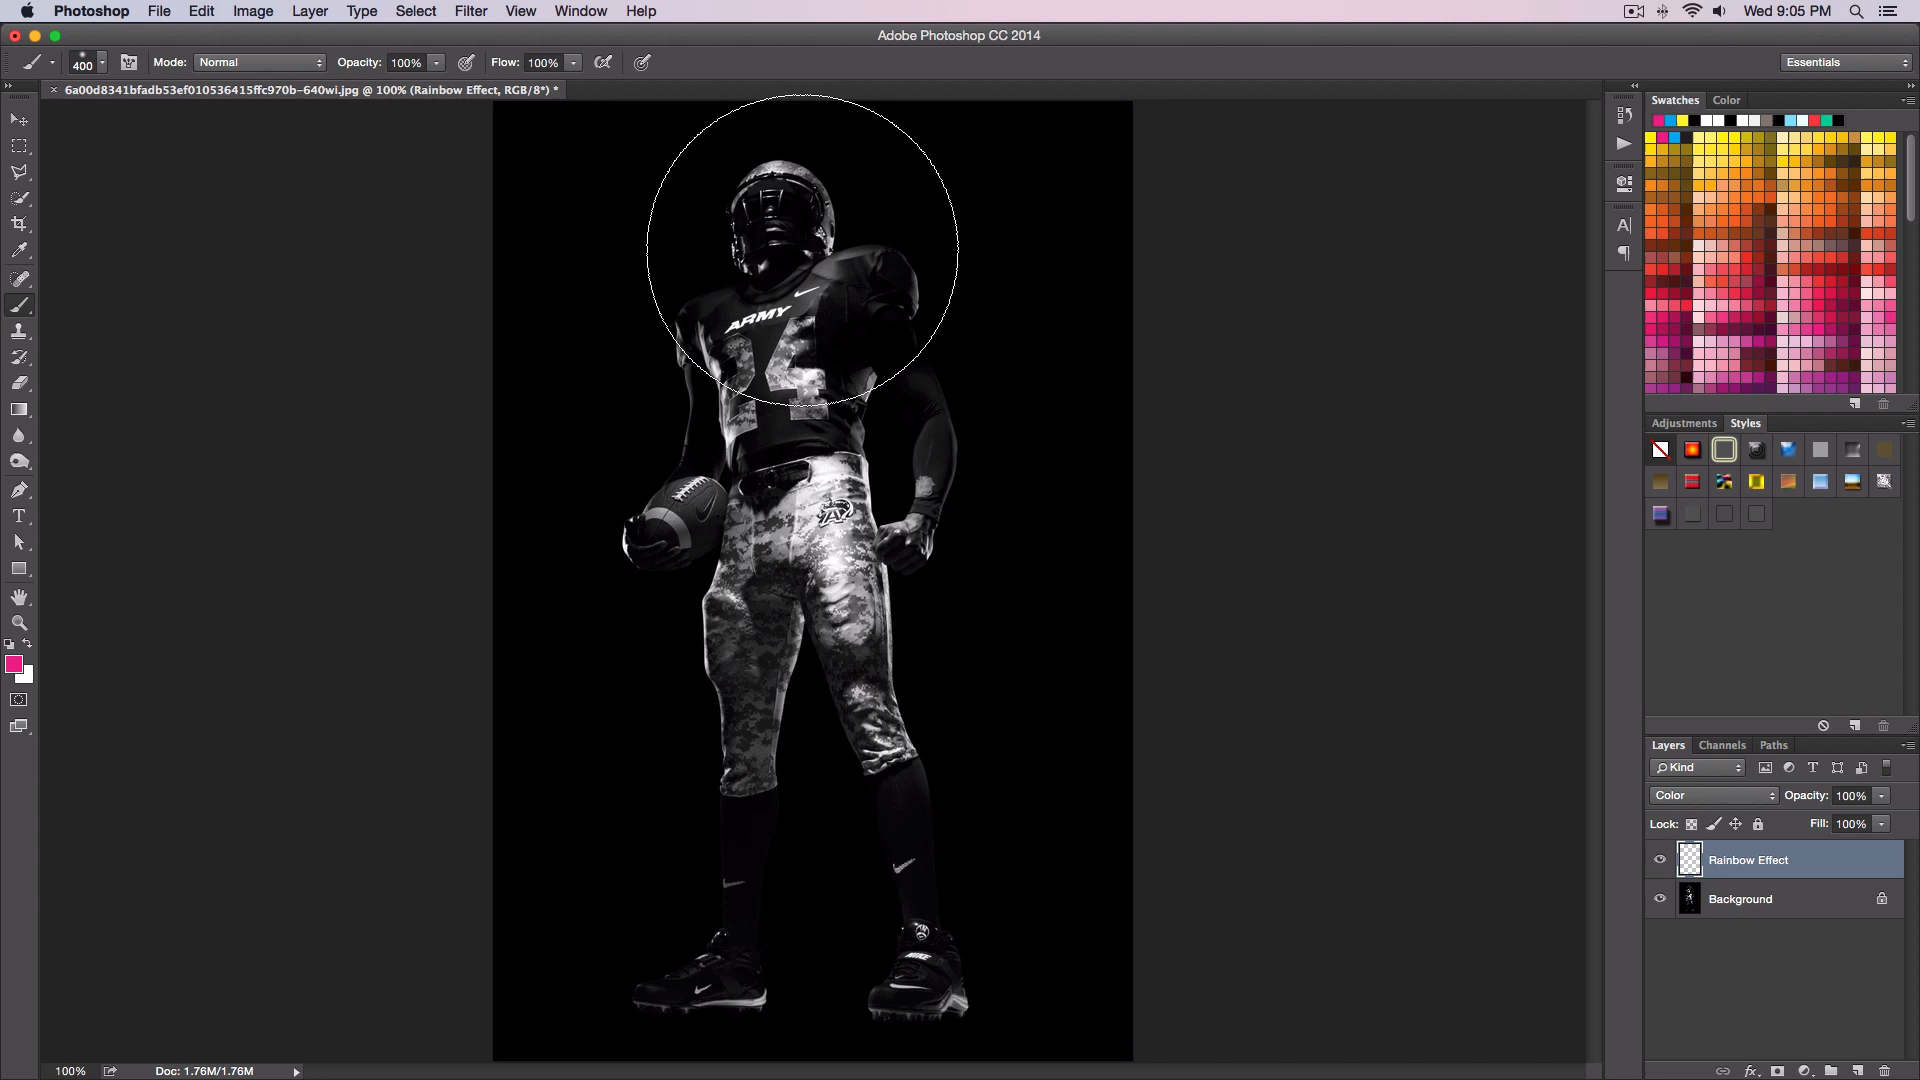 Photoshop File Edit Image Layer Type Select Filter View Window Help Wed 9:05 PM
Adobe Photoshop CC 2014
400 Mode: Normal Opacity: 100% Flow: 100% Essentials
× 6a00d8341bfadb53ef010536415ffc970b-640wi.jpg @ 100% (Rainbow Effect, RGB/8*) *
Swatches Color
ARMY
24
A
NIKE
Adjustments Styles
Layers Channels Paths
Kind
Color Opacity: 100%
Lock: Fill: 100%
Rainbow Effect
Background
100% Doc: 1.76M/1.76M
fx